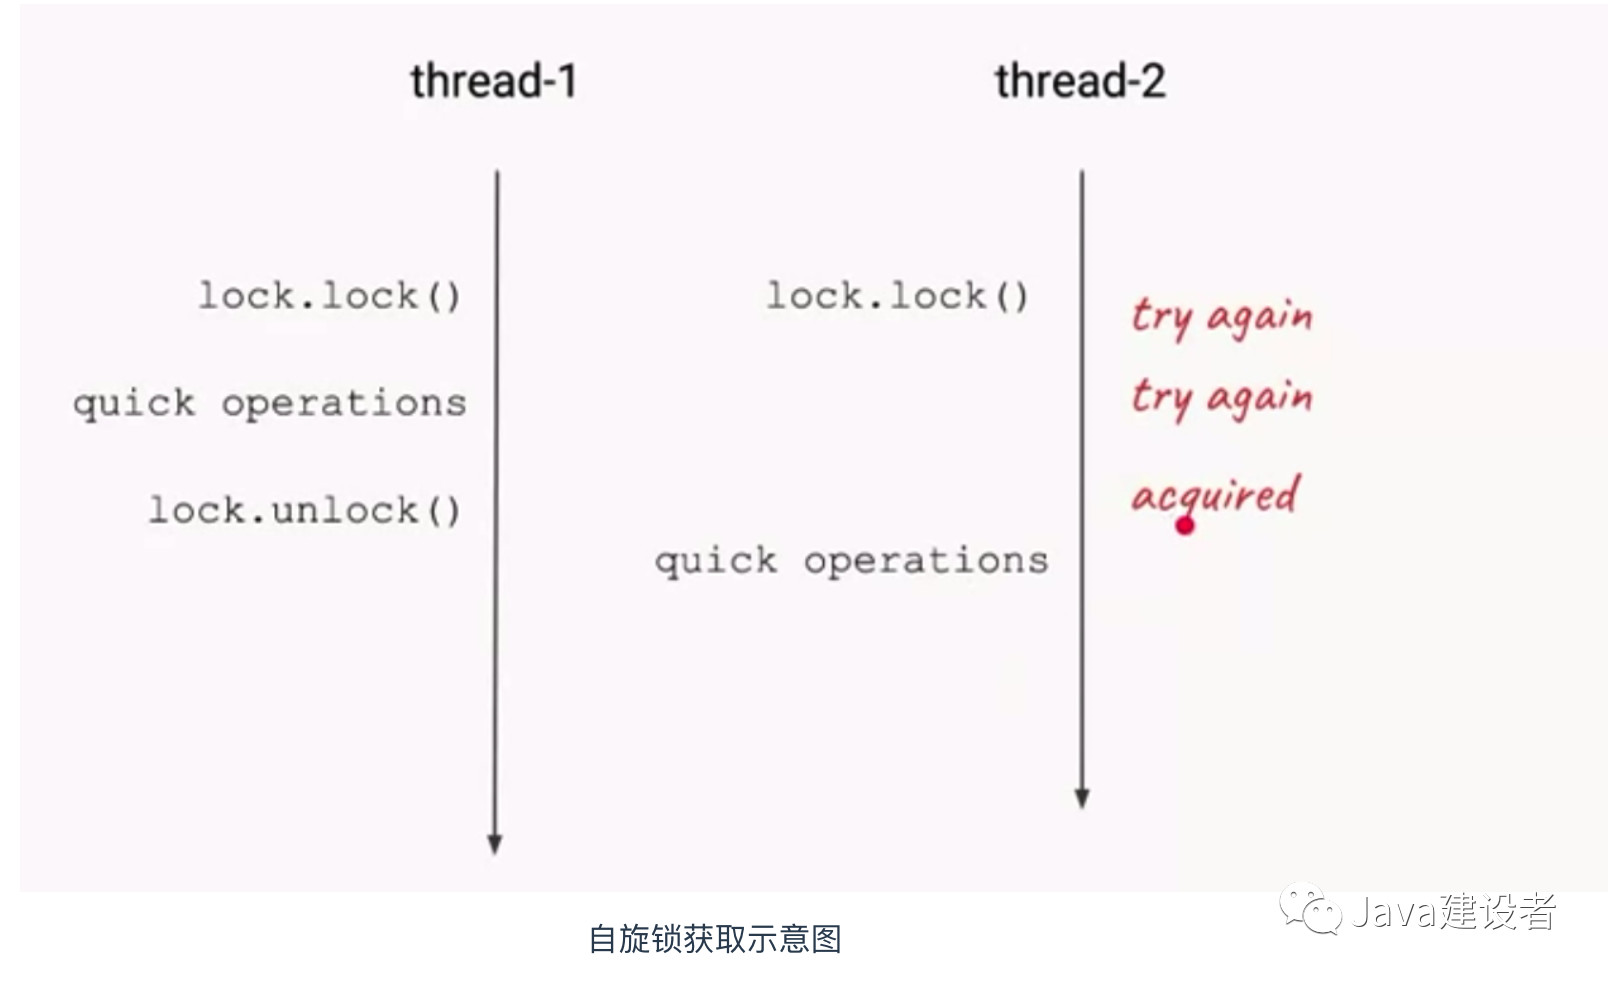 thread-1
thread-2
lock.lock()
lock.lock()
try again
quick operations
try again
lock.unlock()
acquired
quick operations
Java建设者
自旋锁获取示意图